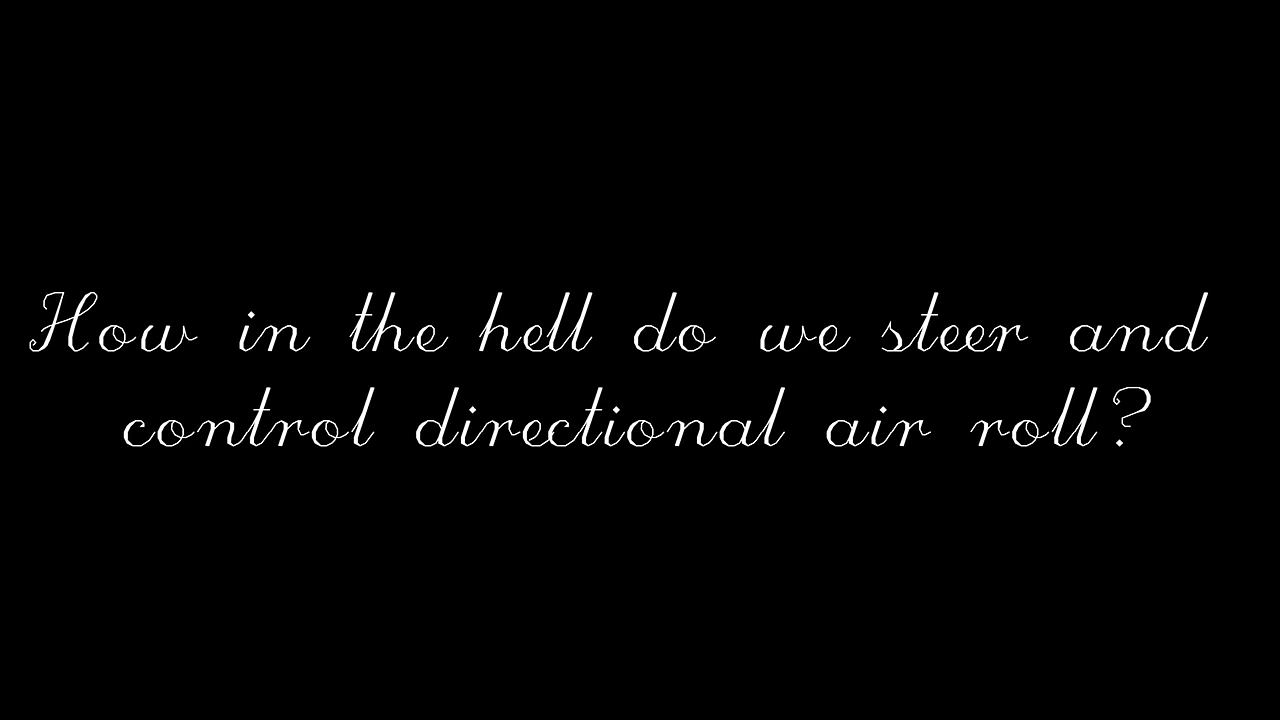 How in the hell do we steer and
control directional air roll?